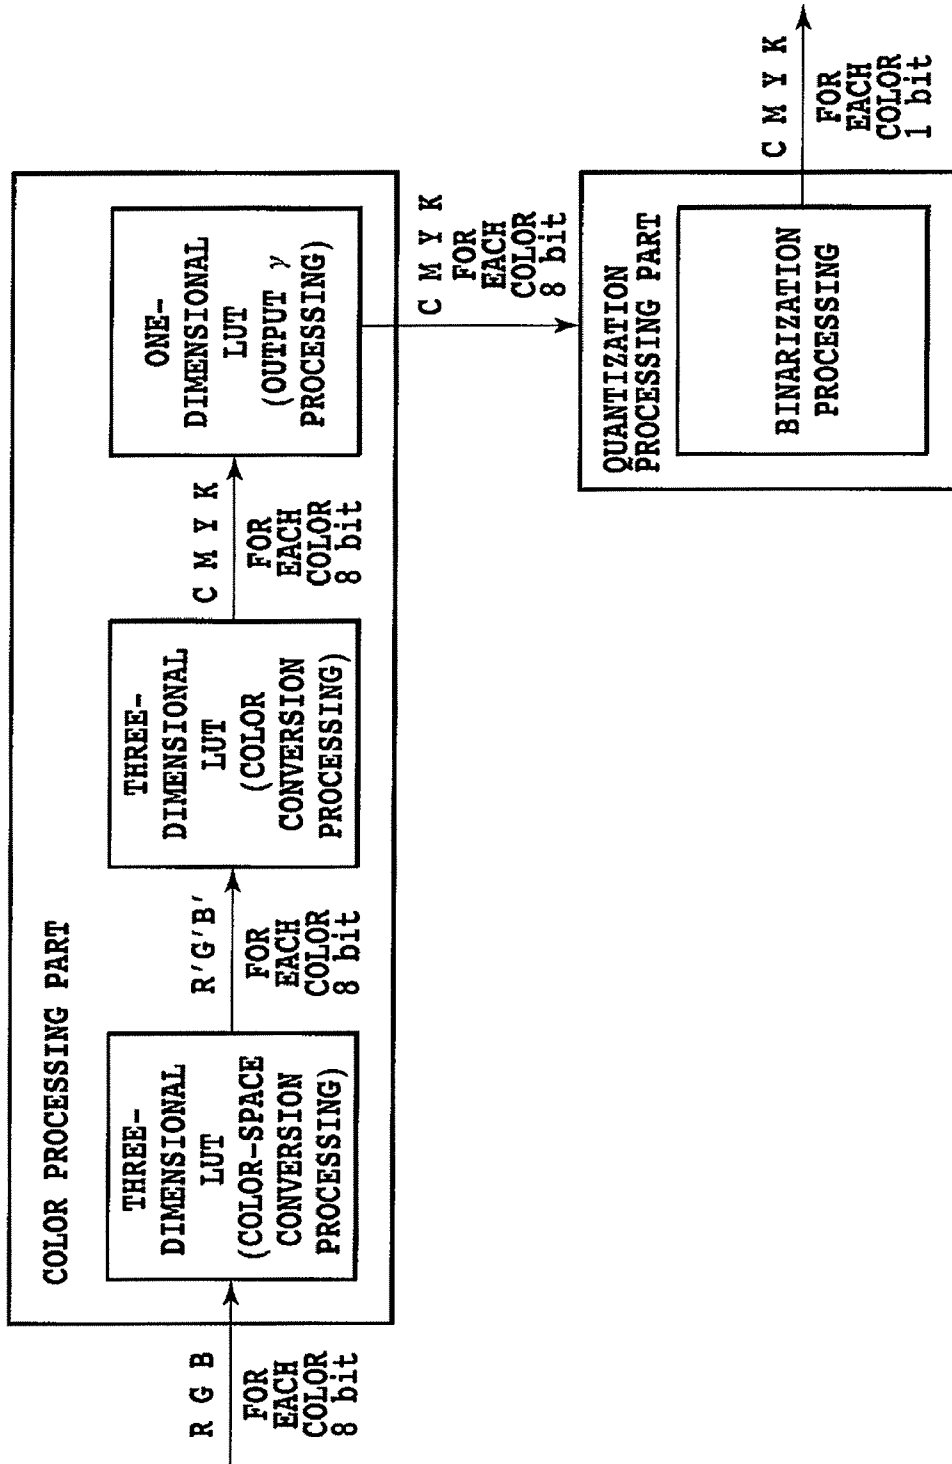 COLOR PROCESSING PART
R G B
FOR
EACH
COLOR
8 bit
THREE-
DIMENSIONAL
LUT
(COLOR-SPACE
CONVERSION
PROCESSING)
R'G'B'
FOR
EACH
COLOR
8 bit
THREE-
DIMENSIONAL
LUT
(COLOR
CONVERSION
PROCESSING)
C M Y K
FOR
EACH
COLOR
8 bit
ONE-
DIMENSIONAL
LUT
(OUTPUT γ
PROCESSING)
C M Y K
FOR
EACH
COLOR
8 bit
QUANTIZATION
PROCESSING PART
BINARIZATION
PROCESSING
C M Y K
FOR
EACH
COLOR
1 bit